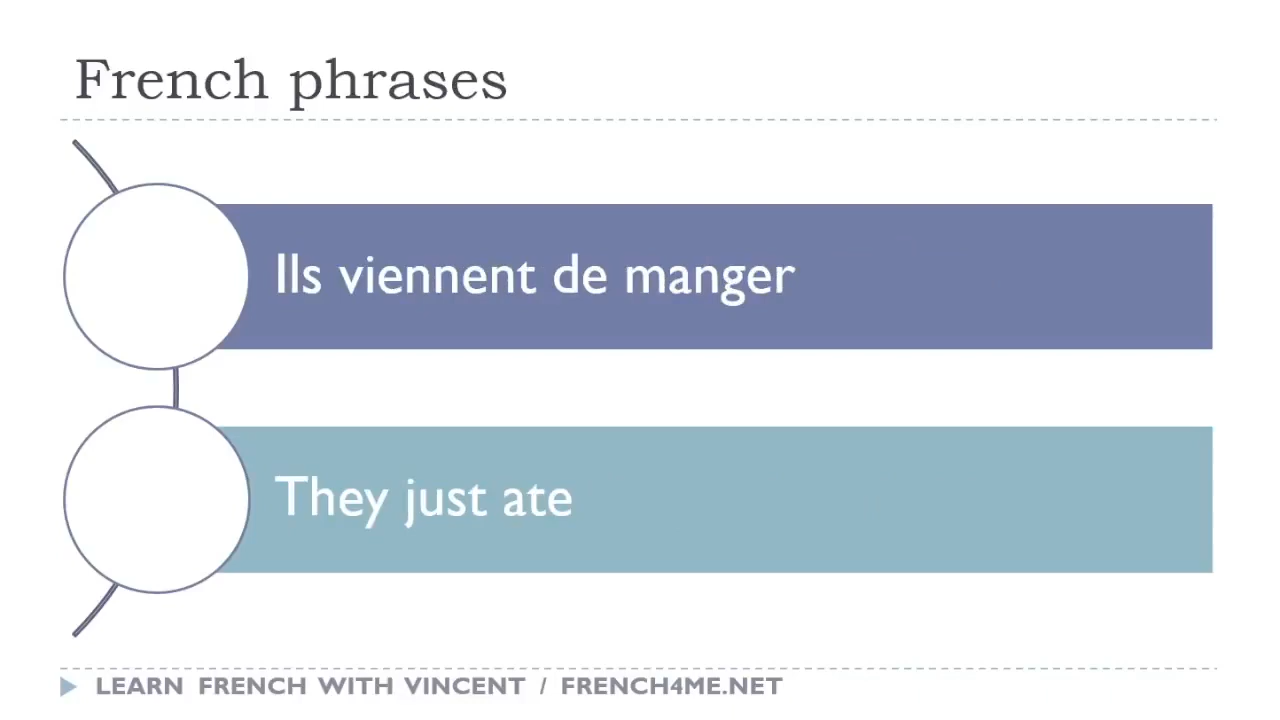 French phrases
Ils viennent de manger
They just ate
LEARN FRENCH WITH VINCENT / FRENCH4ME.NET